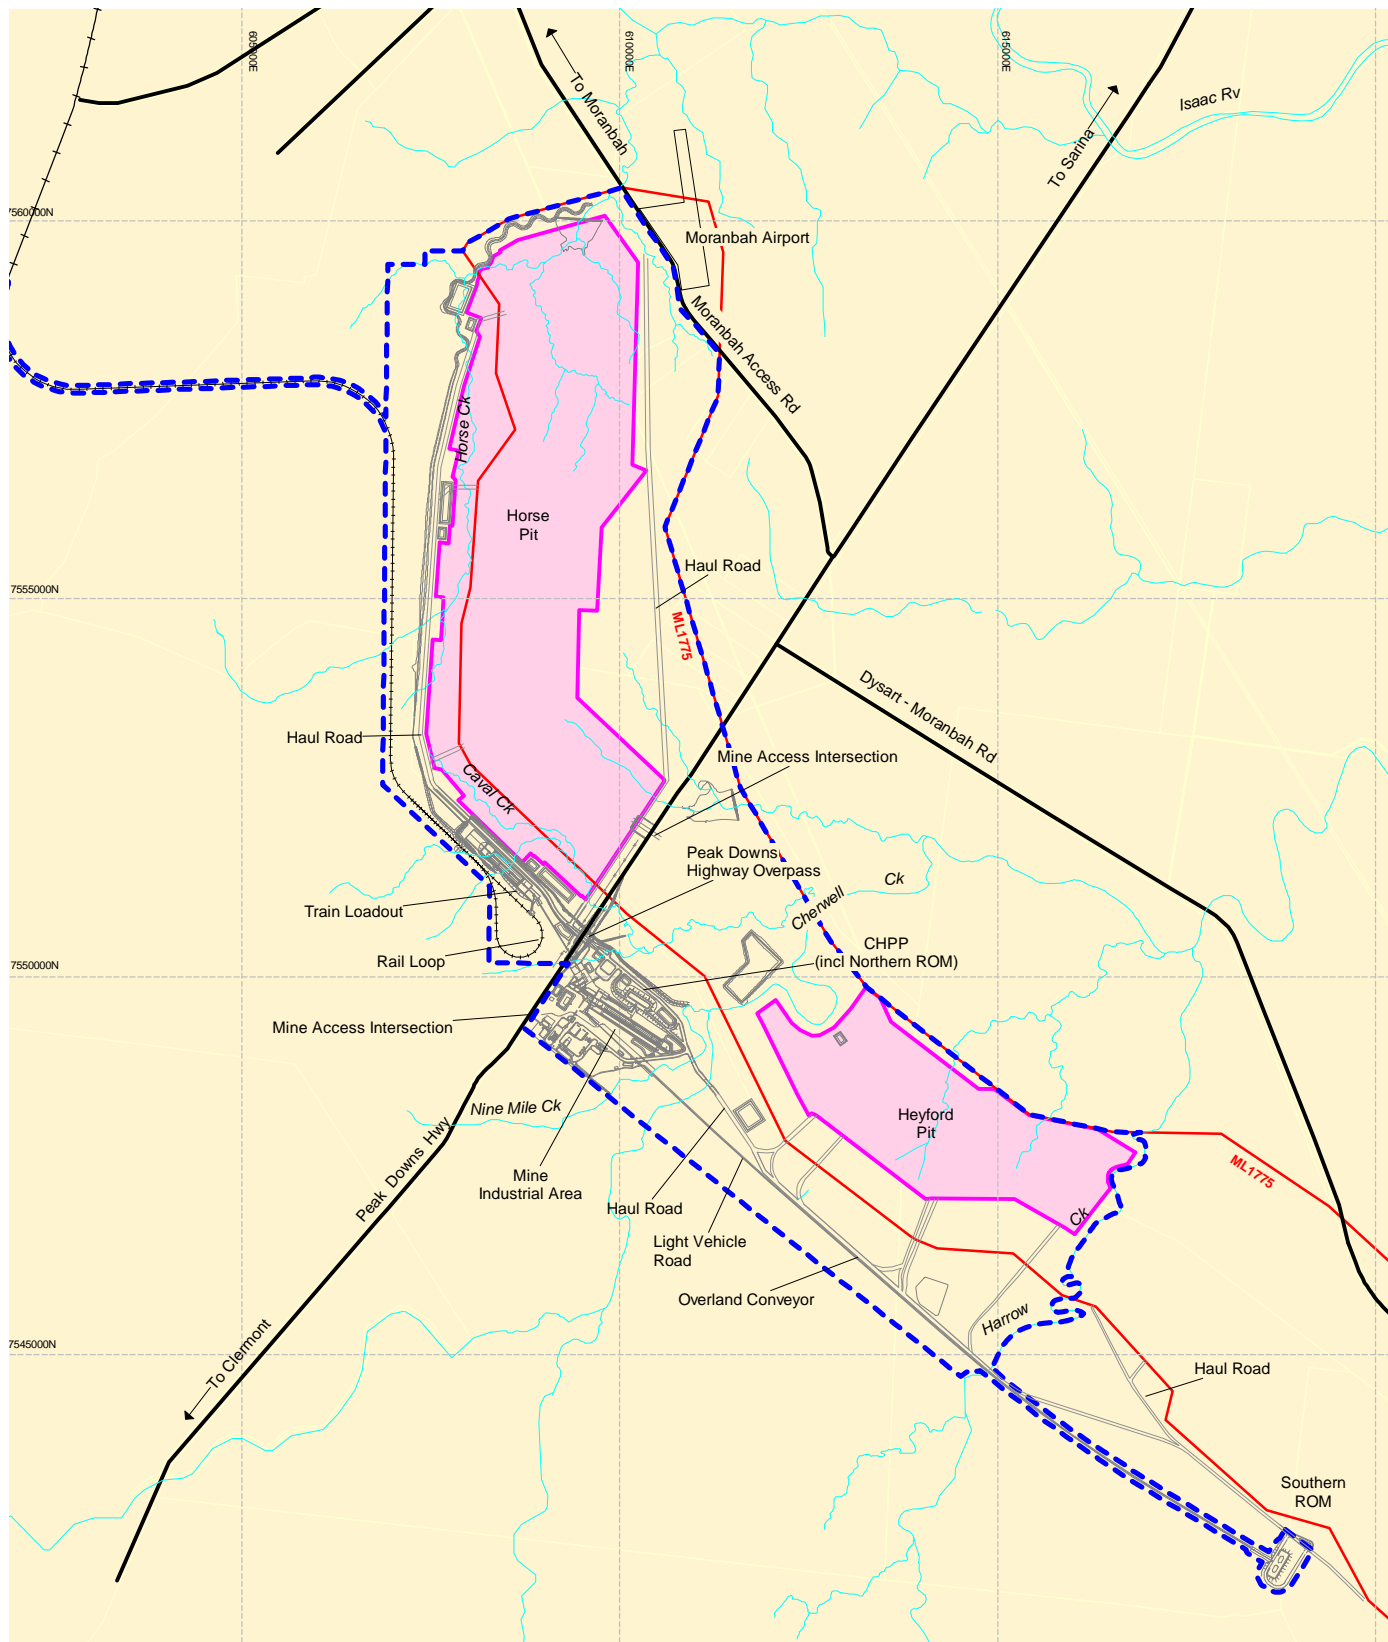 605000E
610000E
615000E
To Moranbah
Isaac Rv
To Sarina
7560000N
Moranbah Airport
Moranbah Access Rd
Horse Ck
Horse
Pit
Haul Road
7555000N
ML1775
Dysart - Moranbah Rd
Haul Road
Mine Access Intersection
Caval Ck
Peak Downs
Highway Overpass
Ck
Cherwell
Train Loadout
CHPP
(incl Northern ROM)
Rail Loop
7550000N
Mine Access Intersection
Nine Mile Ck
Heyford
Pit
Peak Downs Hwy
Mine
Industrial Area
ML1775
Haul Road
Ck
Light Vehicle
Road
Overland Conveyor
Harrow
7545000N
To Clermont
Haul Road
Southern
ROM